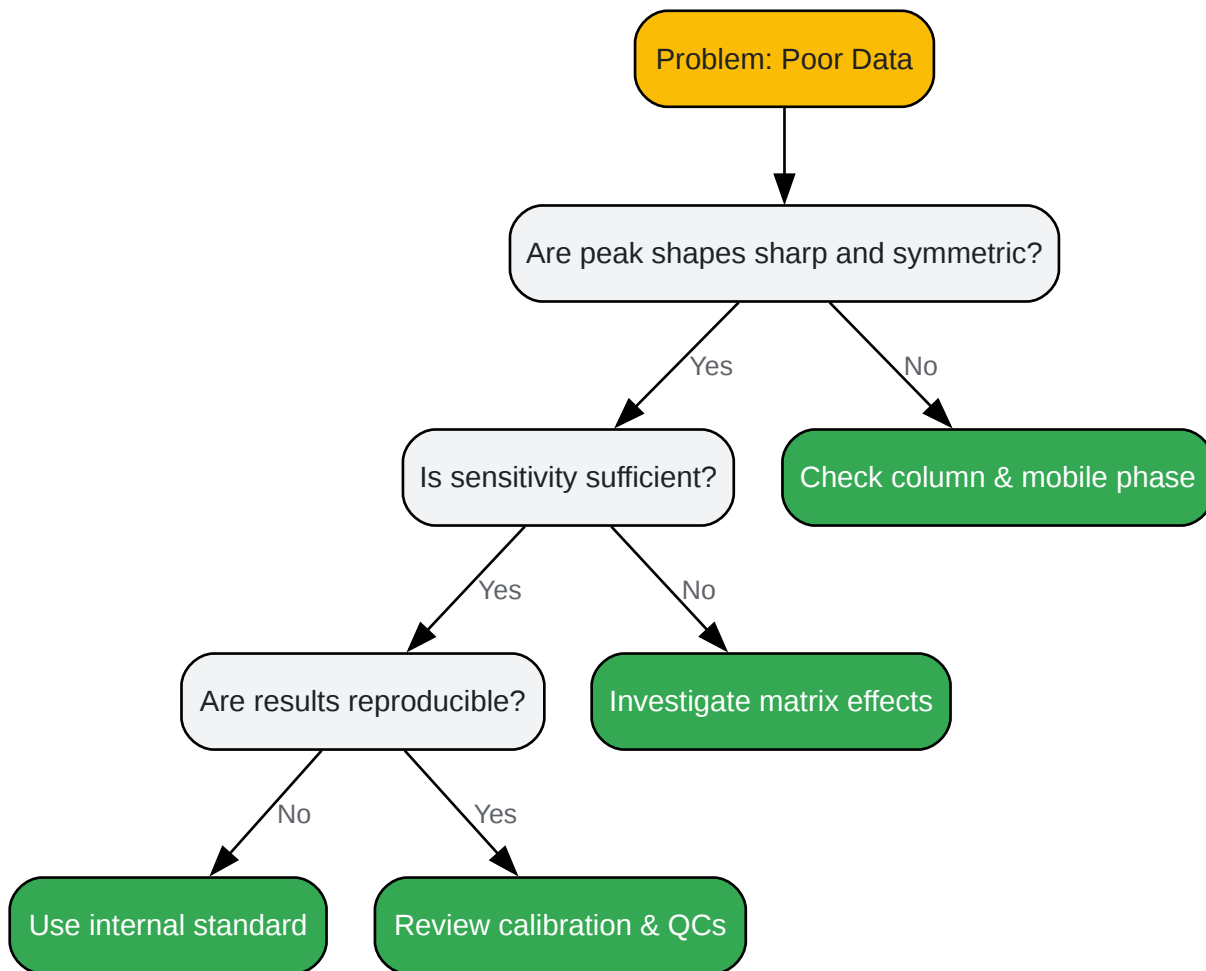 Problem: Poor Data
Are peak shapes sharp and symmetric?
Yes
No
Is sensitivity sufficient?
Check column & mobile phase
Yes
No
Are results reproducible?
Investigate matrix effects
No
Yes
Use internal standard
Review calibration & QCs